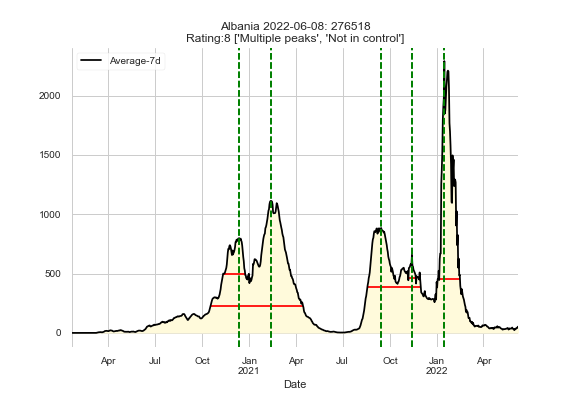 Albania 2022-06-08: 276518
Rating:8 ['Multiple peaks', 'Not in control']
Average-7d
2000
1500
1000
500
0
Apr Jul Oct Jan Apr Jul Oct Jan Apr
2021 2022
Date